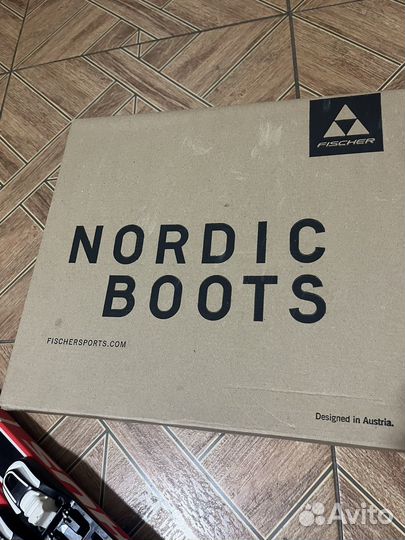 FISCHER
NORDIC
BOOTS
FISCHERSPORTS.COM
Designed in Austria.
Avito